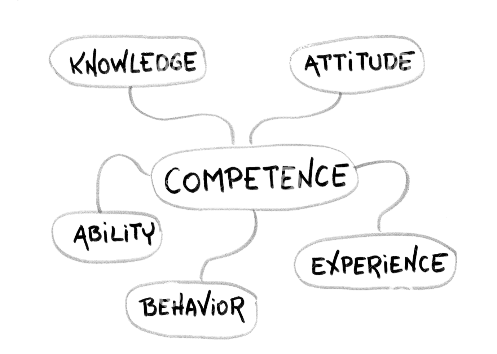 KNOWLEDGE
ATTITUDE
COMPETENCE
ABILITY
EXPERIENCE
BEHAVIOR